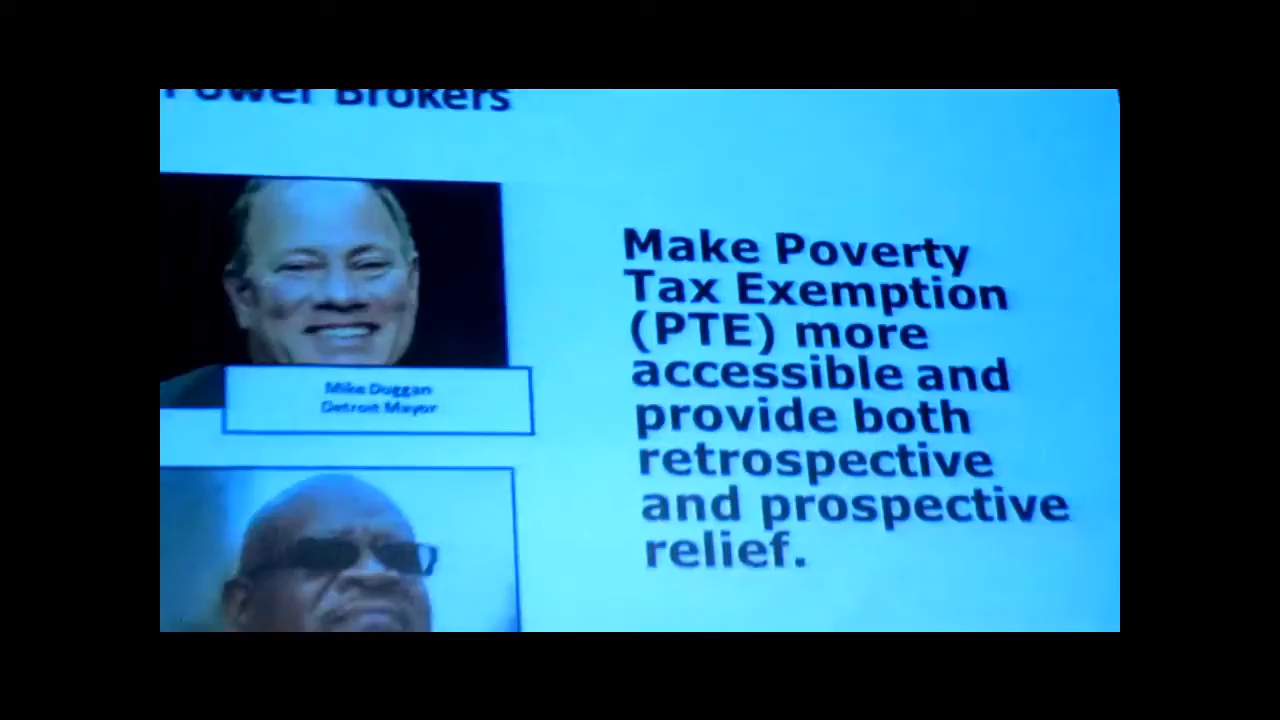 Power Brokers
Mike Duggan
Detroit Mayor
Make Poverty
Tax Exemption
(PTE) more
accessible and
provide both
retrospective
and prospective
relief.